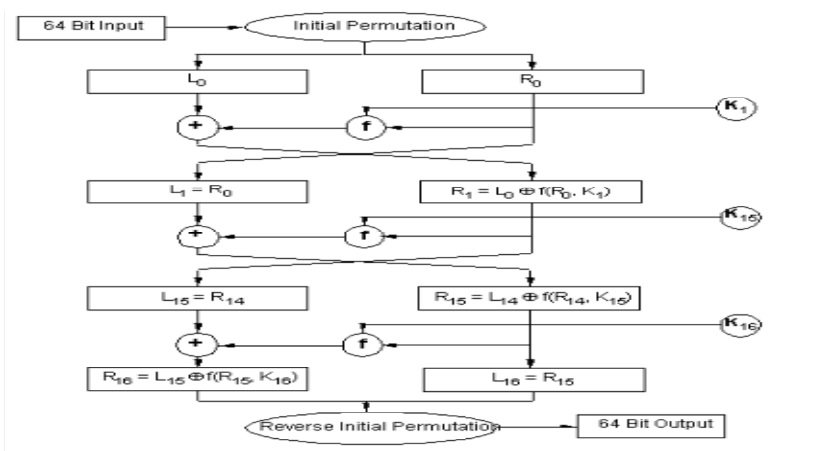 64 Bit Input
Initial Permutation
L₀
R₀
K₁
+
f
L₁ = R₀
R₁ = L₀ ⊕ f(R₀, K₁)
K₁₅
+
f
L₁₅ = R₁₄
R₁₅ = L₁₄ ⊕ f(R₁₄, K₁₅)
K₁₆
+
f
R₁₆ = L₁₅ ⊕ f(R₁₅, K₁₆)
L₁₆ = R₁₅
Reverse Initial Permutation
64 Bit Output